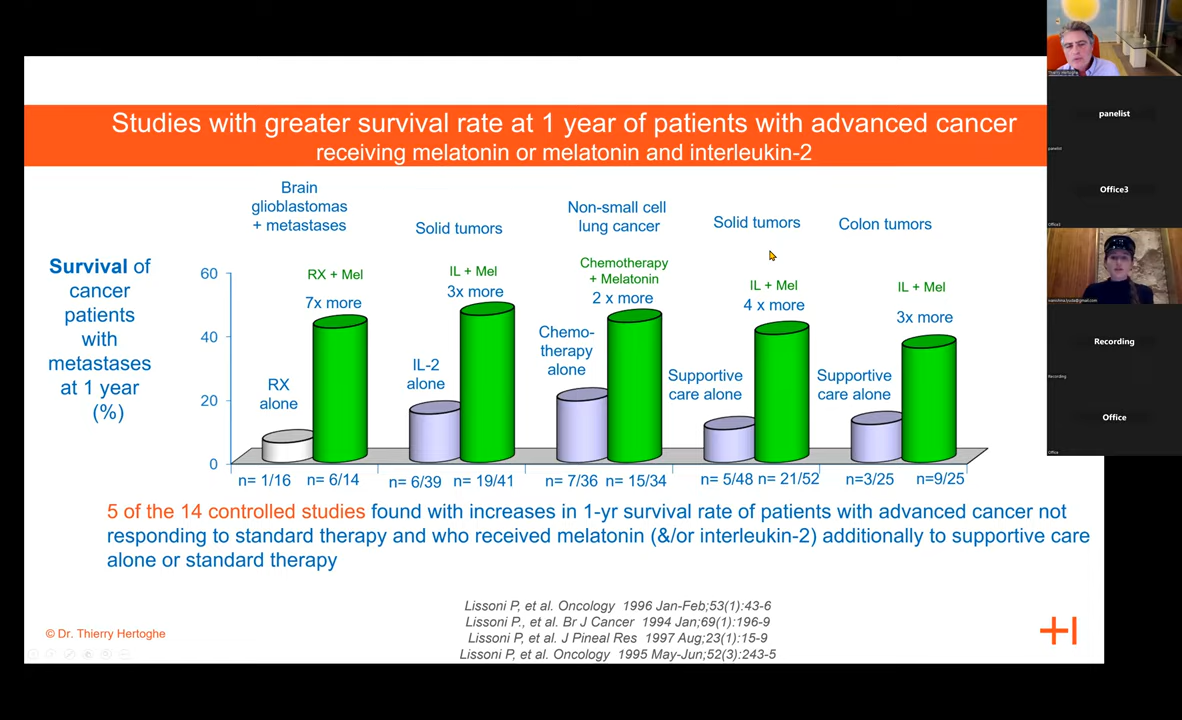 Studies with greater survival rate at 1 year of patients with advanced cancer
receiving melatonin or melatonin and interleukin-2
Brain
glioblastomas
+ metastases
Solid tumors
Non-small cell
lung cancer
Solid tumors
Colon tumors
Survival of
cancer
patients
with
metastases
at 1 year
(%)
60
40
20
0
RX
alone
RX + Mel
7x more
IL-2
alone
IL + Mel
3x more
Chemo-
therapy
alone
Chemotherapy
+ Melatonin
2 x more
Supportive
care alone
IL + Mel
4 x more
Supportive
care alone
IL + Mel
3x more
n= 1/16
n= 6/14
n= 6/39
n= 19/41
n= 7/36
n= 15/34
n= 5/48
n= 21/52
n=3/25
n=9/25
5 of the 14 controlled studies found with increases in 1-yr survival rate of patients with advanced cancer not
responding to standard therapy and who received melatonin (&/or interleukin-2) additionally to supportive care
alone or standard therapy
Lissoni P, et al. Oncology 1996 Jan-Feb;53(1):43-6
Lissoni P., et al. Br J Cancer 1994 Jan;69(1):196-9
Lissoni P, et al. J Pineal Res 1997 Aug;23(1):15-9
Lissoni P, et al. Oncology 1995 May-Jun;52(3):243-5
© Dr. Thierry Hertoghe
Thierry Hertoghe
panelist
panelist
Office3
Office3
Recording
Recording
Office
Office